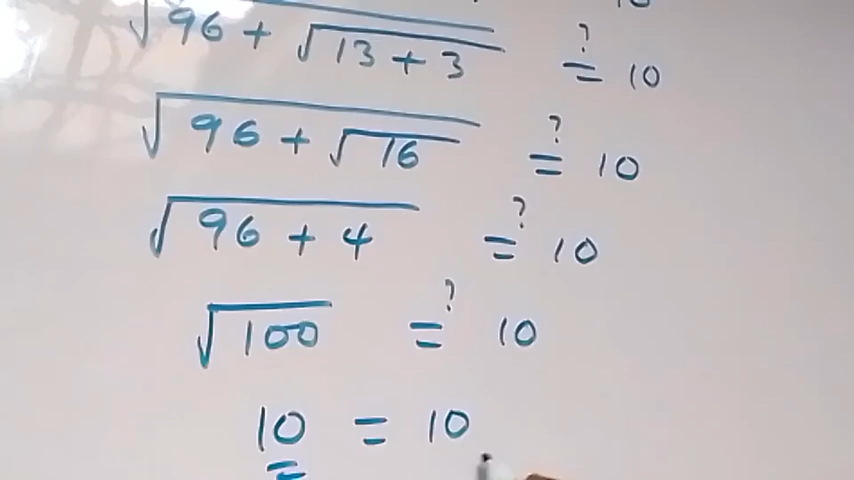 √(96 + √(13 + 3)) ≟ 10
√(96 + √16) ≟ 10
√(96 + 4) ≟ 10
√100 ≟ 10
10 = 10